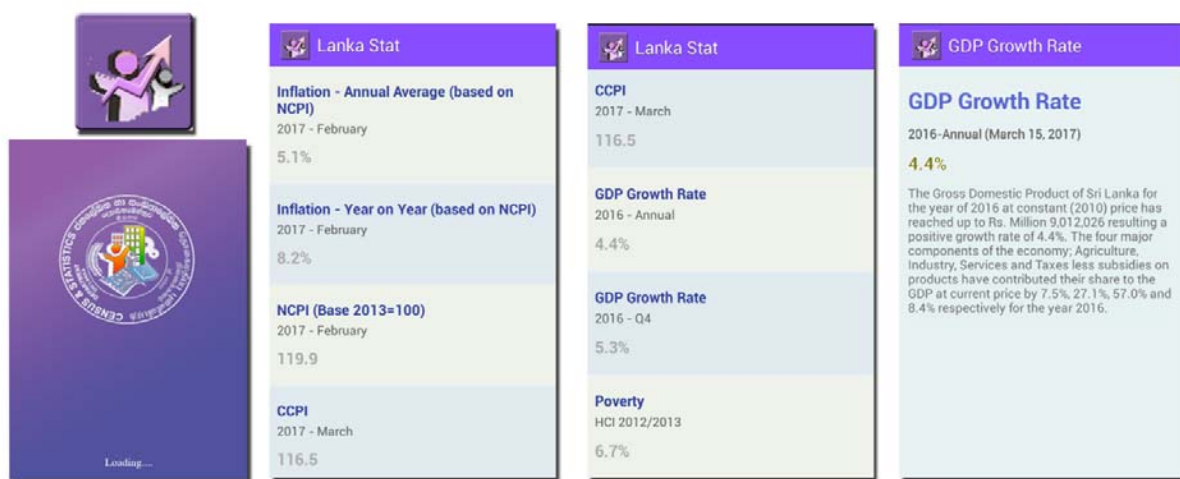 CENSUS & STATISTICS
Loading....
Lanka Stat
Inflation - Annual Average (based on
NCPI)
2017 - February
5.1%
Inflation - Year on Year (based on NCPI)
2017 - February
8.2%
NCPI (Base 2013=100)
2017 - February
119.9
CCPI
2017 - March
116.5
Lanka Stat
CCPI
2017 - March
116.5
GDP Growth Rate
2016 - Annual
4.4%
GDP Growth Rate
2016 - Q4
5.3%
Poverty
HCI 2012/2013
6.7%
GDP Growth Rate
GDP Growth Rate
2016-Annual (March 15, 2017)
4.4%
The Gross Domestic Product of Sri Lanka for
the year of 2016 at constant (2010) price has
reached up to Rs. Million 9,012,026 resulting a
positive growth rate of 4.4%. The four major
components of the economy; Agriculture,
Industry, Services and Taxes less subsidies on
products have contributed their share to the
GDP at current price by 7.5%, 27.1%, 57.0% and
8.4% respectively for the year 2016.